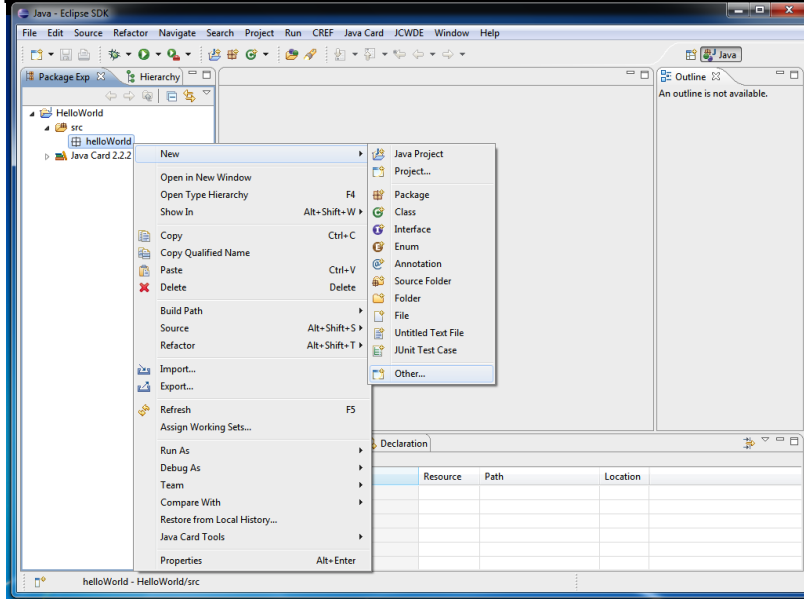 Java - Eclipse SDK
File Edit Source Refactor Navigate Search Project Run CREF Java Card JCWDE Window Help
Java
Package Exp Hierarchy
Outline
An outline is not available.
HelloWorld
src
helloWorld
Java Card 2.2.2
New
Open in New Window
Open Type Hierarchy F4
Show In Alt+Shift+W
Copy Ctrl+C
Copy Qualified Name
Paste Ctrl+V
Delete Delete
Build Path
Source Alt+Shift+S
Refactor Alt+Shift+T
Import...
Export...
Refresh F5
Assign Working Sets...
Run As
Debug As
Team
Compare With
Restore from Local History...
Java Card Tools
Properties Alt+Enter
Java Project
Project...
Package
Class
Interface
Enum
Annotation
Source Folder
Folder
File
Untitled Text File
JUnit Test Case
Other...
Declaration
Resource Path Location
helloWorld - HelloWorld/src